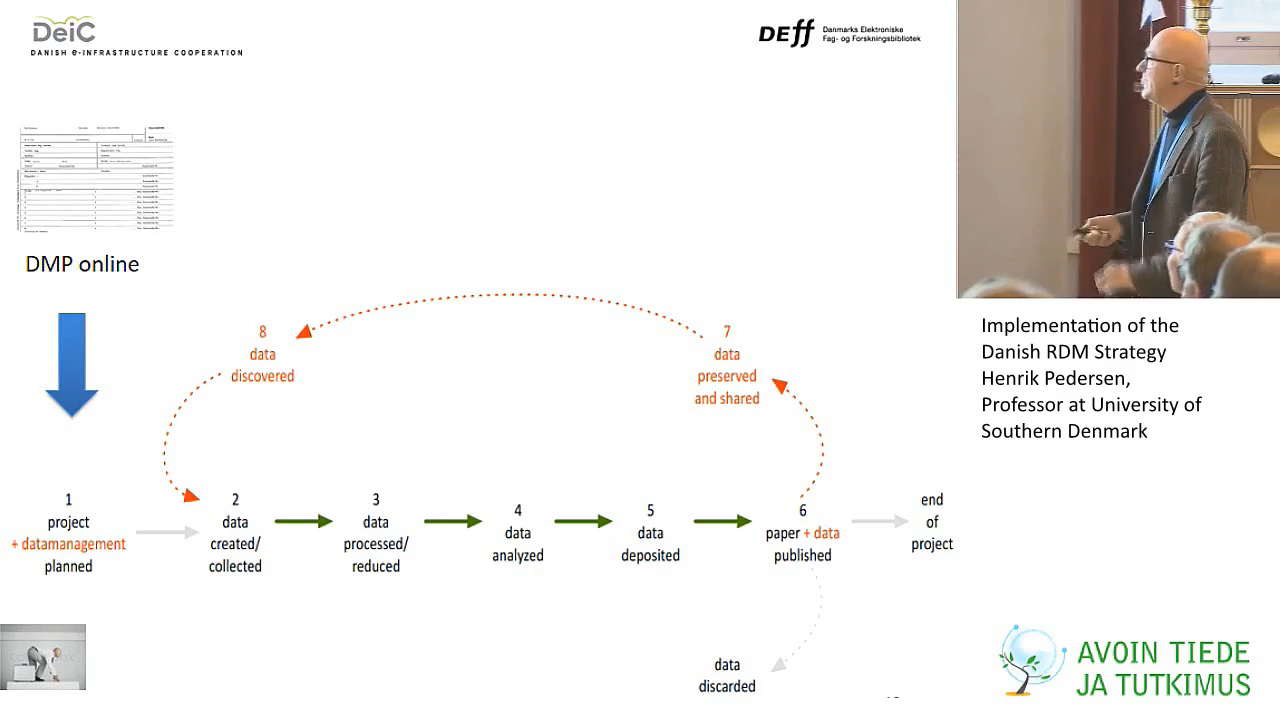 DeiC
DANISH e-INFRASTRUCTURE COOPERATION
DEff
Danmarks Elektroniske
Fag- og Forskningsbibliotek
DMP online
8
data
discovered
7
data
preserved
and shared
1
project
+ datamanagement
planned
2
data
created/
collected
3
data
processed/
reduced
4
data
analyzed
5
data
deposited
6
paper + data
published
end
of
project
data
discarded
Implementation of the
Danish RDM Strategy
Henrik Pedersen,
Professor at University of
Southern Denmark
AVOIN TIEDE
JA TUTKIMUS